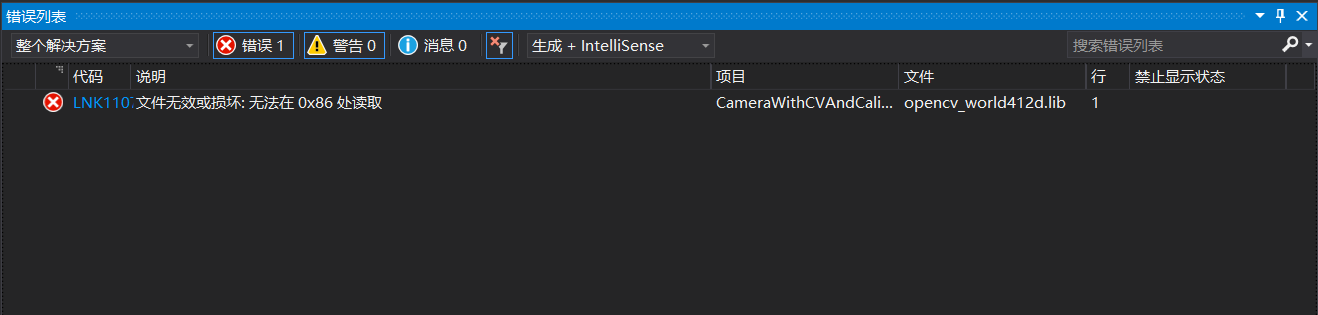 错误列表
整个解决方案 错误 1 警告 0 消息 0 生成 + IntelliSense 搜索错误列表
代码 说明 项目 文件 行 禁止显示状态
LNK110 文件无效或损坏: 无法在 0x86 处读取 CameraWithCVAndCali... opencv_world412d.lib 1